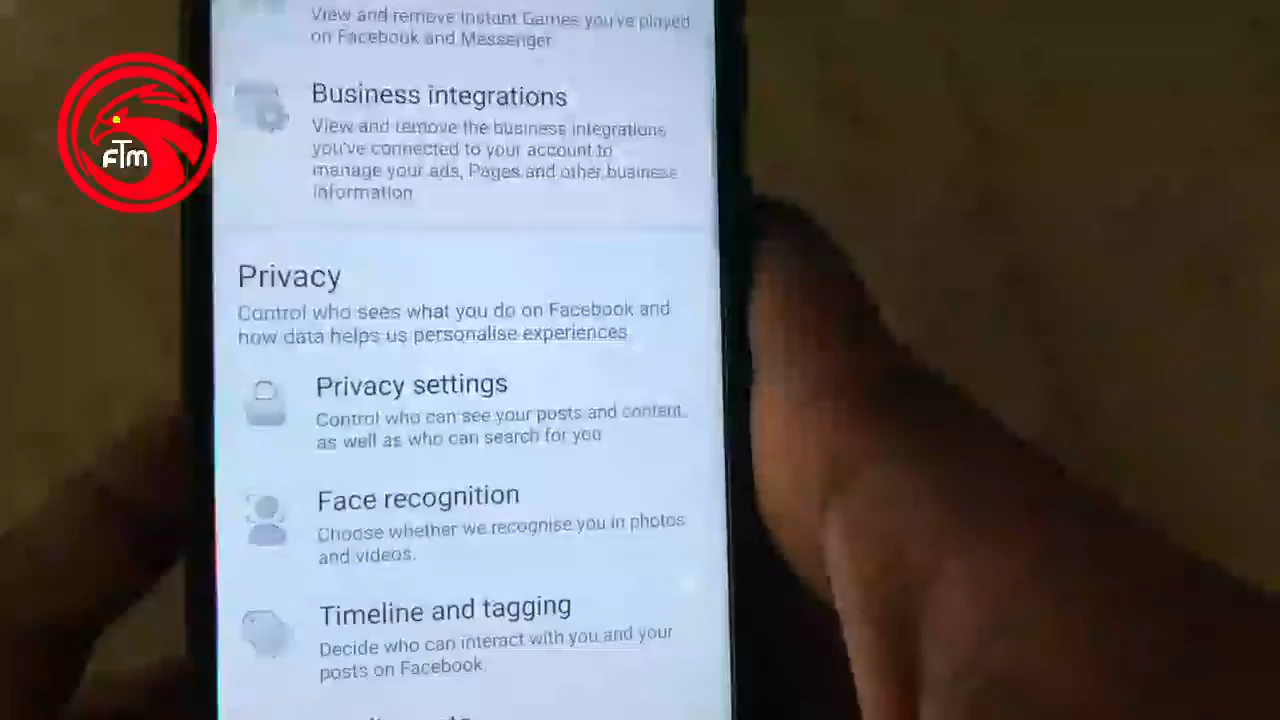 View and remove Instant Games you've played
on Facebook and Messenger
Business integrations
View and remove the business integrations
you've connected to your account to
manage your ads, Pages and other business
information
Privacy
Control who sees what you do on Facebook and
how data helps us personalise experiences
Privacy settings
Control who can see your posts and content,
as well as who can search for you
Face recognition
Choose whether we recognise you in photos
and videos.
Timeline and tagging
Decide who can interact with you and your
posts on Facebook.
FTM